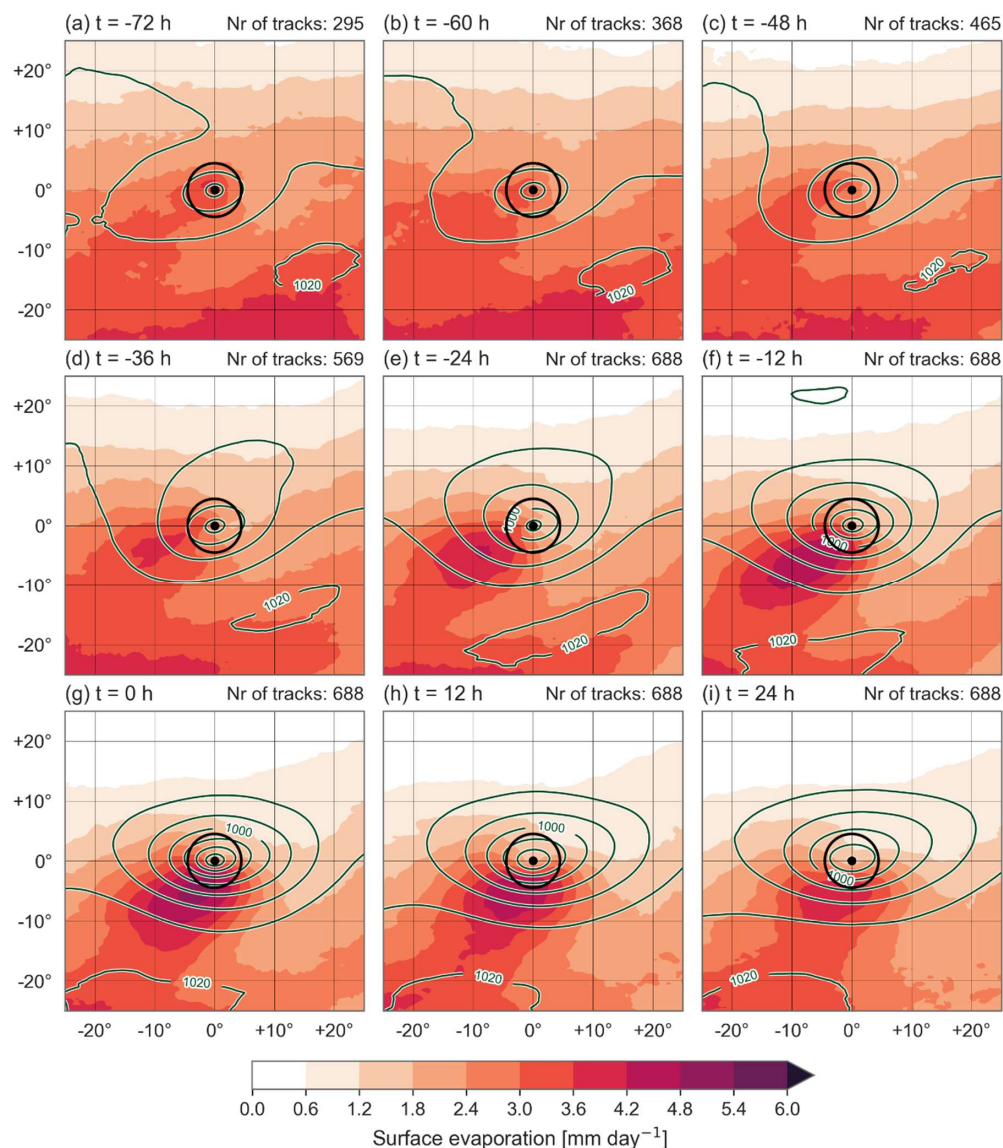 (a) t = -72 h Nr of tracks: 295 (b) t = -60 h Nr of tracks: 368 (c) t = -48 h Nr of tracks: 465
+20°
+10°
0°
-10°
1020 1020 1020
-20°
(d) t = -36 h Nr of tracks: 569 (e) t = -24 h Nr of tracks: 688 (f) t = -12 h Nr of tracks: 688
+20°
+10°
0°
1000 1000
-10°
1020 1020 1020
-20°
(g) t = 0 h Nr of tracks: 688 (h) t = 12 h Nr of tracks: 688 (i) t = 24 h Nr of tracks: 688
+20°
+10°
1000 1000
0°
1000
-10°
1020 1020 1020
-20°
-20° -10° 0° +10° +20° -20° -10° 0° +10° +20° -20° -10° 0° +10° +20°
0.0 0.6 1.2 1.8 2.4 3.0 3.6 4.2 4.8 5.4 6.0
Surface evaporation [mm day⁻¹]